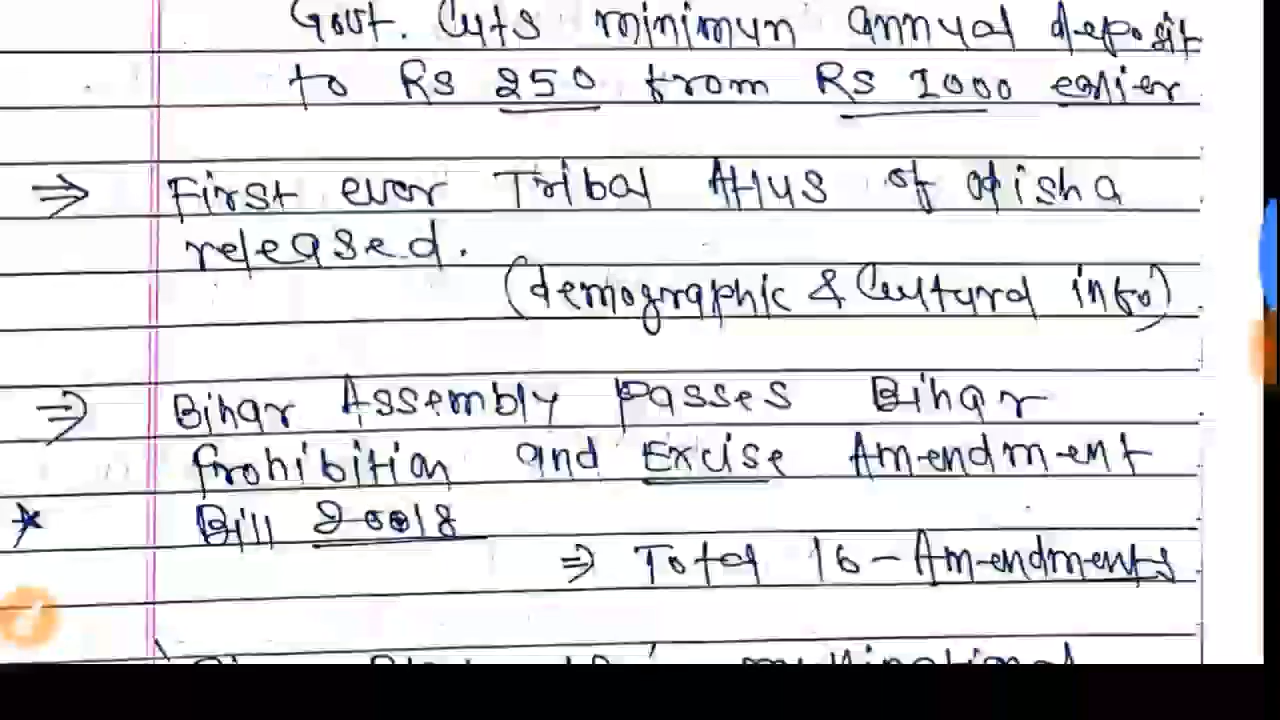 Govt. Cuts minimum annual deposit
to Rs 250 from Rs 1000 earlier
⇒ First ever Tribal Atlas of Odisha
released.
(demographic & Cultural info)
⇒ Bihar Assembly passes Bihar
Prohibition and Excise Amendment
* Bill 20018
⇒ Total 16 - Amendments